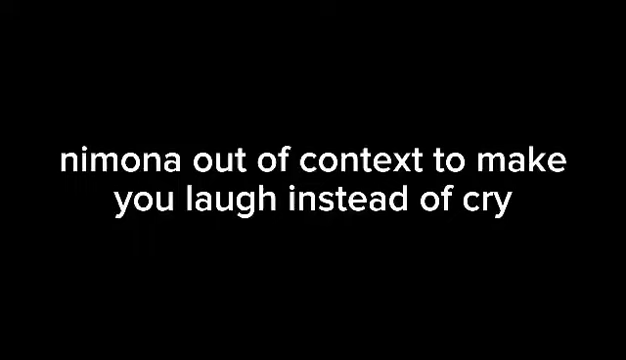 nimona out of context to make
you laugh instead of cry